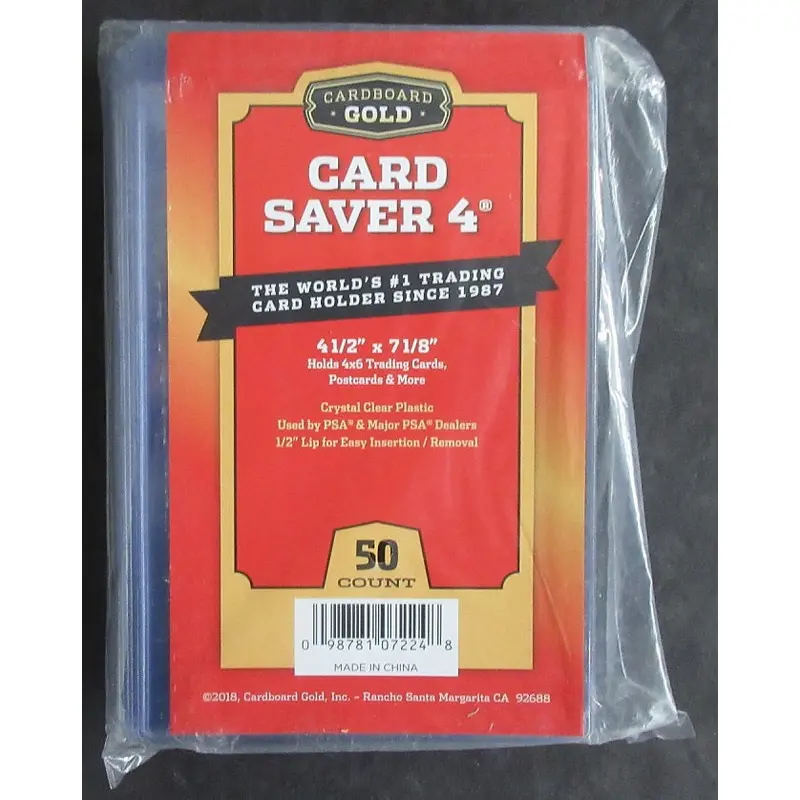 CARDBOARD
GOLD
CARD
SAVER 4®
THE WORLD'S #1 TRADING
CARD HOLDER SINCE 1987
4 1/2" x 7 1/8"
Holds 4x6 Trading Cards,
Postcards & More
Crystal Clear Plastic
Used by PSA® & Major PSA® Dealers
1/2" Lip for Easy Insertion / Removal
50
COUNT
0 98781 07224 8
MADE IN CHINA
©2018, Cardboard Gold, Inc. – Rancho Santa Margarita CA 92688